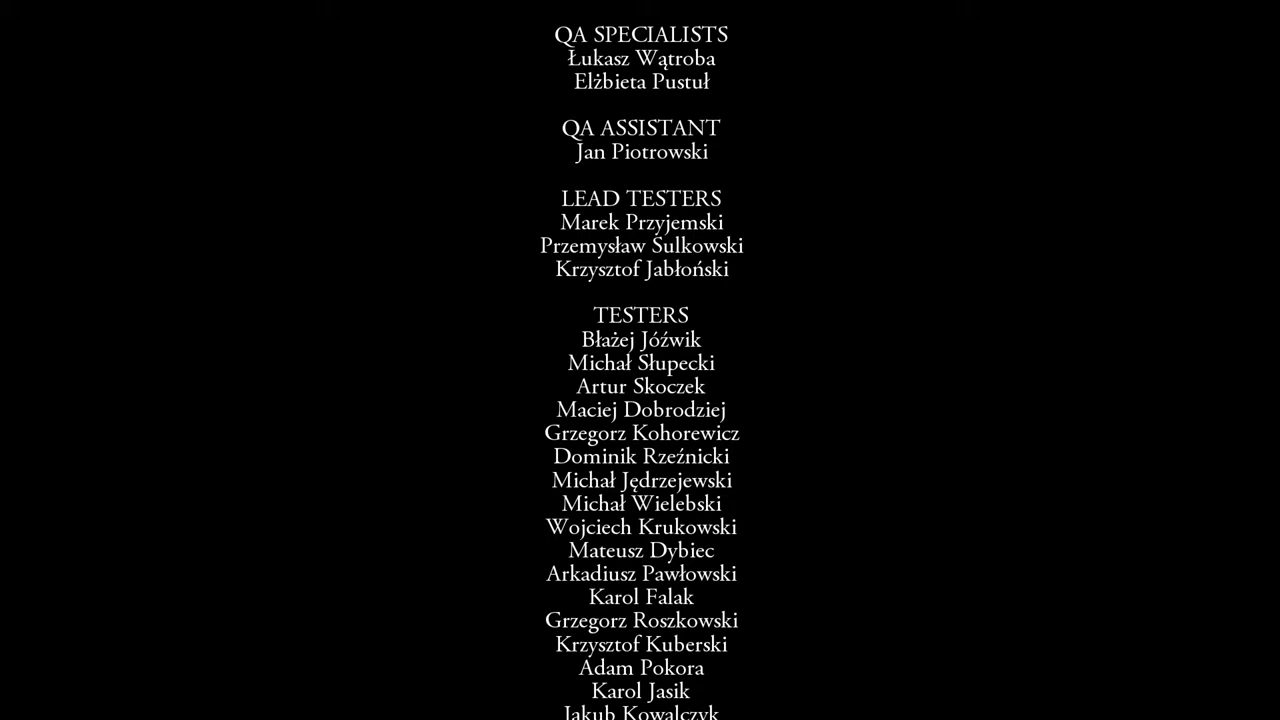 QA SPECIALISTS
Łukasz Wątroba
Elżbieta Pustuł
QA ASSISTANT
Jan Piotrowski
LEAD TESTERS
Marek Przyjemski
Przemysław Sulkowski
Krzysztof Jabłoński
TESTERS
Błażej Jóźwik
Michał Słupecki
Artur Skoczek
Maciej Dobrodziej
Grzegorz Kohorewicz
Dominik Rzeźnicki
Michał Jędrzejewski
Michał Wielebski
Wojciech Krukowski
Mateusz Dybiec
Arkadiusz Pawłowski
Karol Falak
Grzegorz Roszkowski
Krzysztof Kuberski
Adam Pokora
Karol Jasik
Jakub Kowalczyk